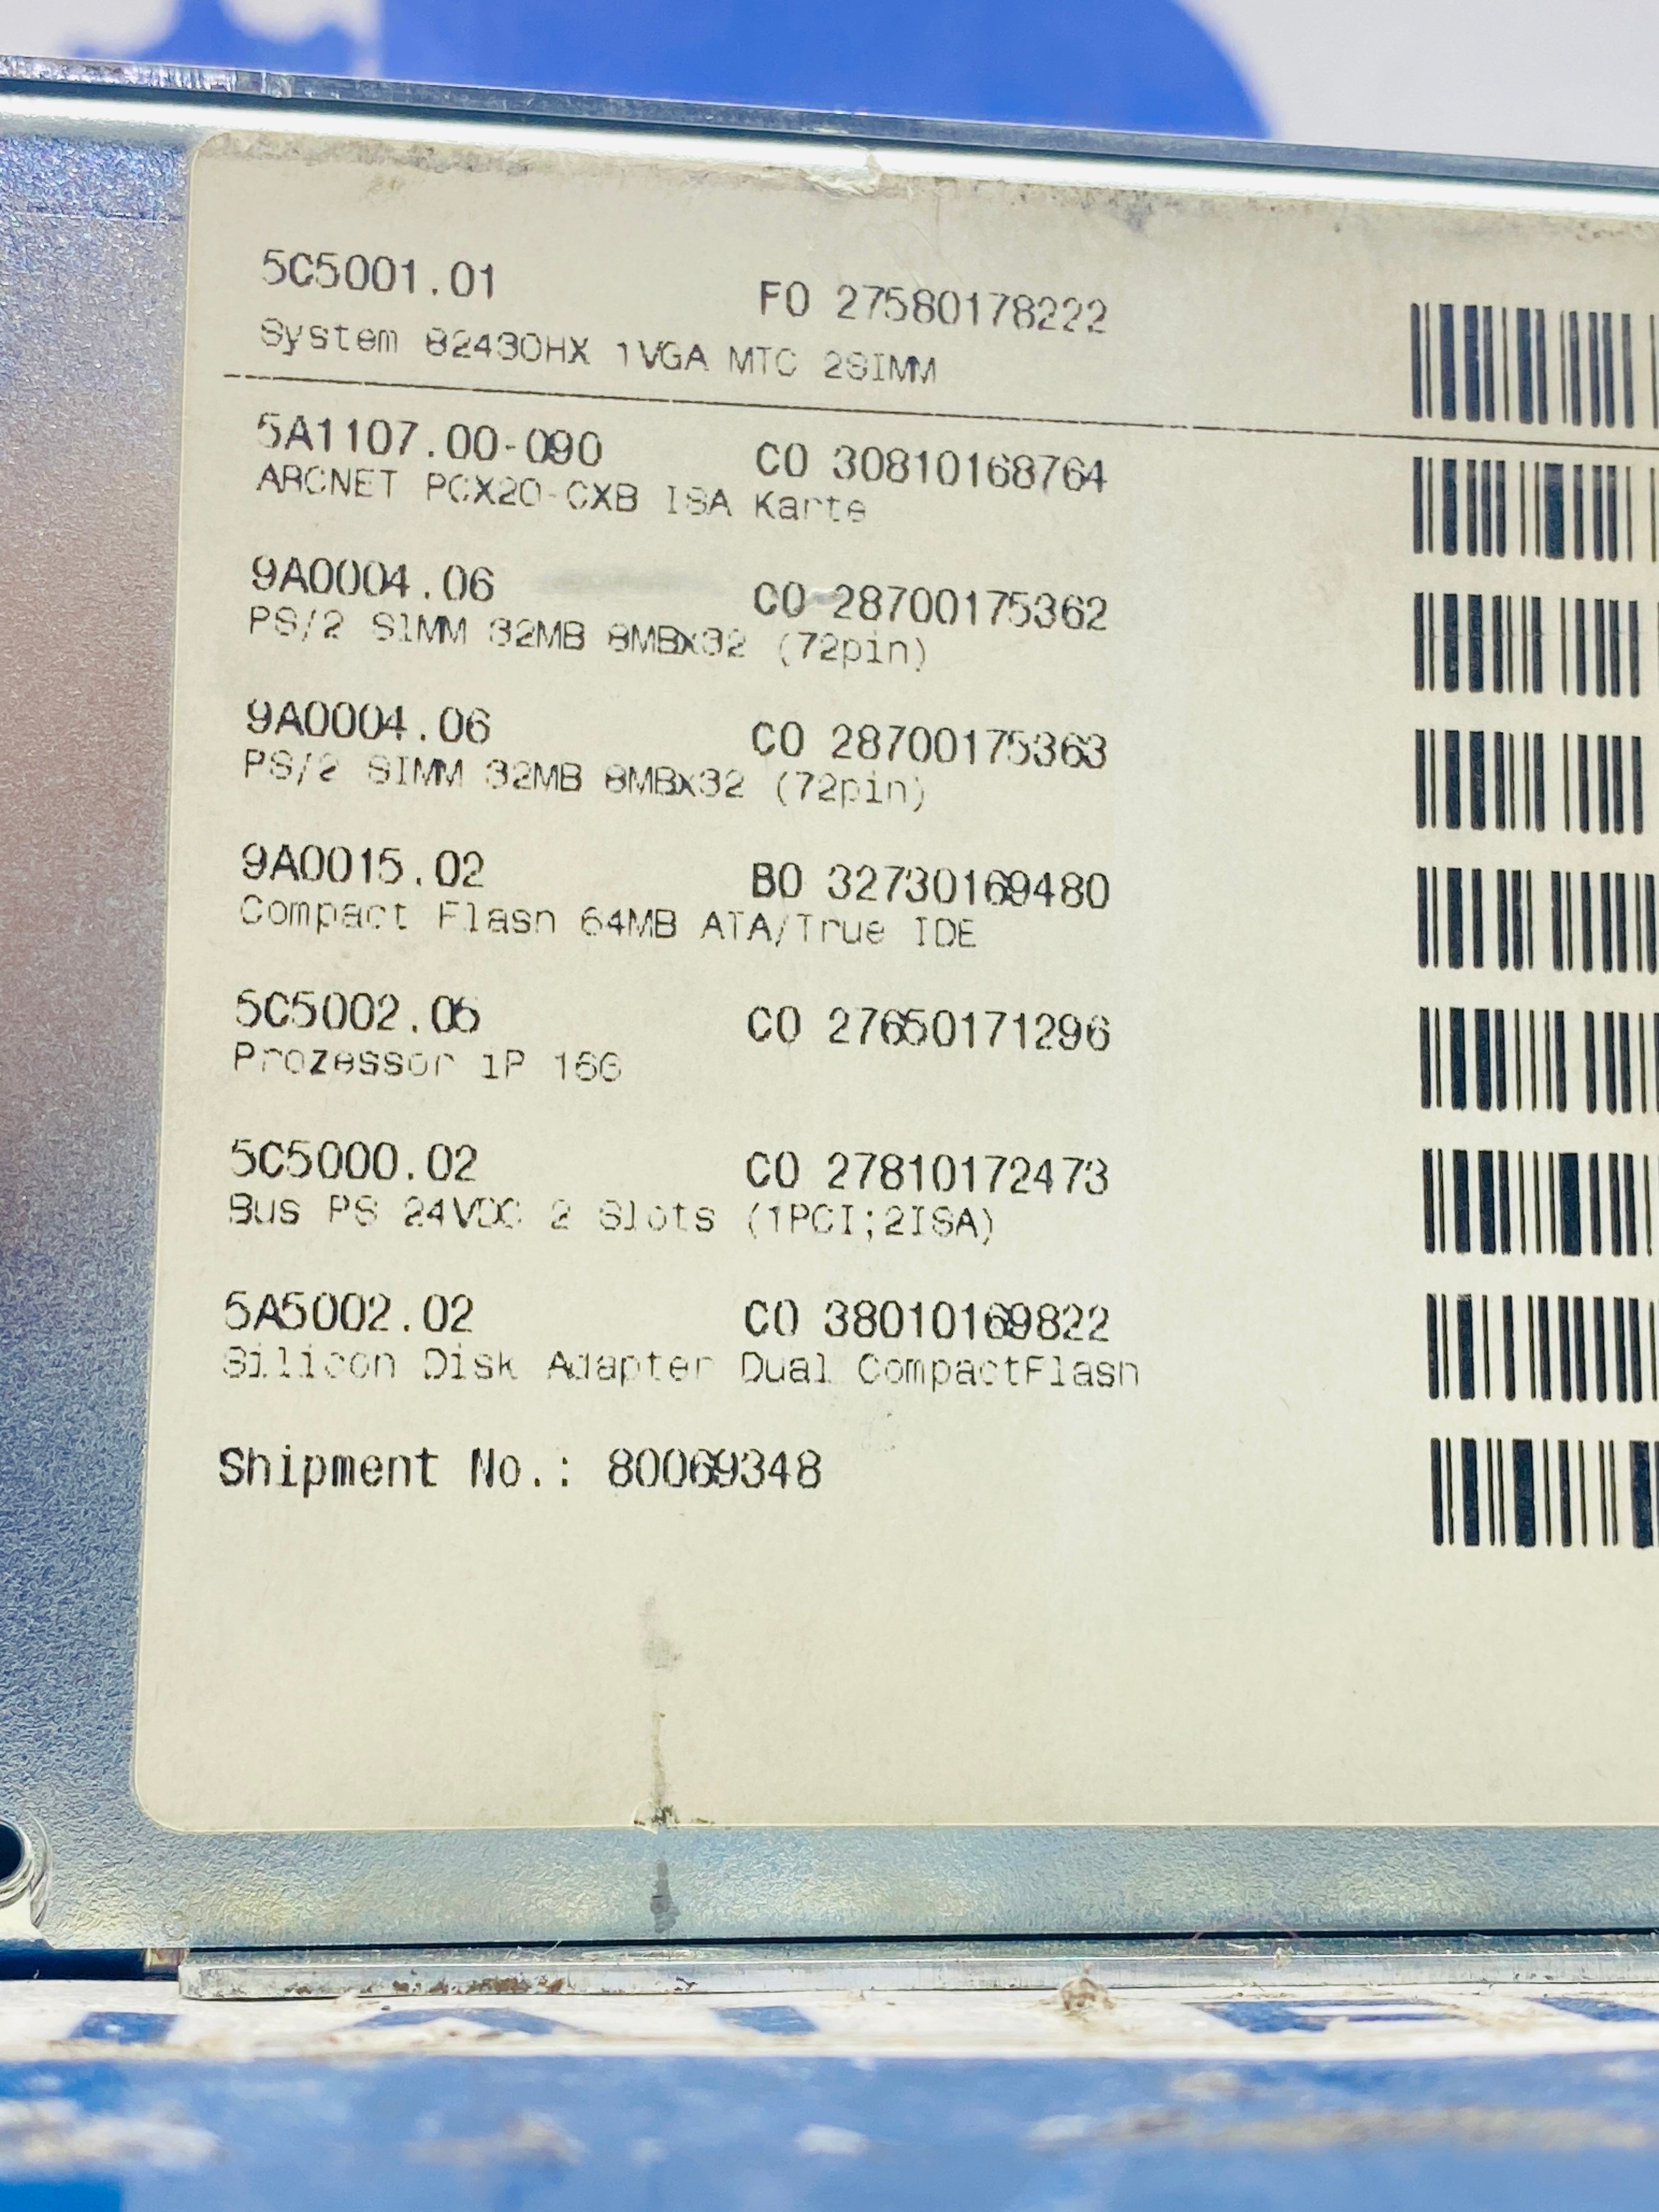 5C5001.01 F0 27580178222
System 82430HX 1VGA MTC 2SIMM
5A1107.00-090 C0 30810168764
ARCNET PCX20-CXB ISA Karte
9A0004.06 C0 28700175362
PS/2 SIMM 32MB 8MBx32 (72pin)
9A0004.06 C0 28700175363
PS/2 SIMM 32MB 8MBx32 (72pin)
9A0015.02 B0 32730169480
Compact Flash 64MB ATA/True IDE
5C5002.05 C0 27650171296
Prozessor iP 166
5C5000.02 C0 27810172473
Bus PS 24VDC 2 Slots (1PCI;2ISA)
5A5002.02 C0 38010169822
Silicon Disk Adapter Dual CompactFlash
Shipment No.: 80069348